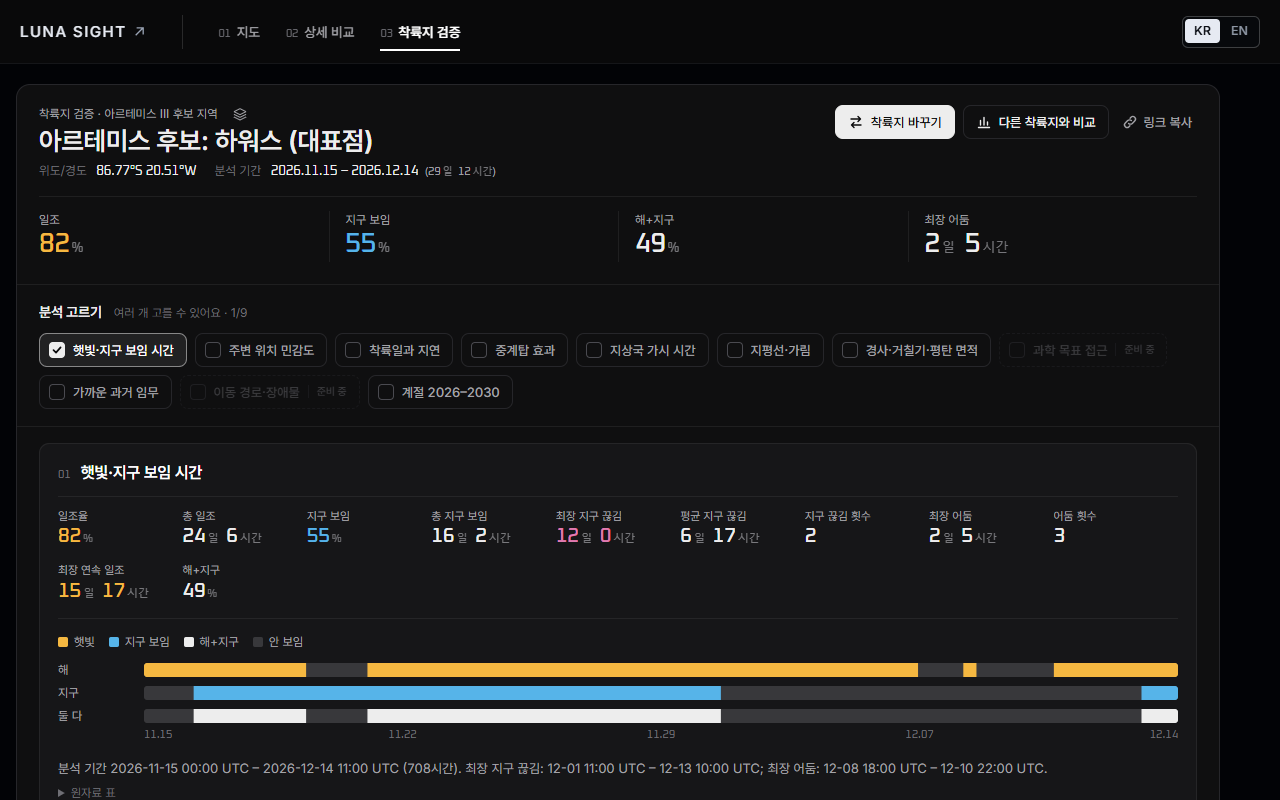 LUNA SIGHT ↗
01 지도 02 상세 비교 03 착륙지 검증
KR EN
착륙지 검증 · 아르테미스 III 후보 지역
아르테미스 후보: 하워스 (대표점)
착륙지 바꾸기 다른 착륙지와 비교 링크 복사
위도/경도 86.77°S 20.51°W 분석 기간 2026.11.15 – 2026.12.14 (29일 12시간)
일조 지구 보임 해+지구 최장 어둠
82% 55% 49% 2일 5시간
분석 고르기 여러 개 고를 수 있어요 · 1/9
햇빛·지구 보임 시간 주변 위치 민감도 착륙일과 지연 중계탑 효과 지상국 가시 시간 지평선·가림 경사·거칠기·평탄 면적 과학 목표 접근 준비 중
가까운 과거 임무 이동 경로·장애물 준비 중 계절 2026–2030
01 햇빛·지구 보임 시간
일조율 총 일조 지구 보임 총 지구 보임 최장 지구 끊김 평균 지구 끊김 지구 끊김 횟수 최장 어둠 어둠 횟수
82% 24일 6시간 55% 16일 2시간 12일 0시간 6일 17시간 2 2일 5시간 3
최장 연속 일조 해+지구
15일 17시간 49%
햇빛 지구 보임 해+지구 안 보임
해
지구
둘 다
11.15 11.22 11.29 12.07 12.14
분석 기간 2026-11-15 00:00 UTC – 2026-12-14 11:00 UTC (708시간). 최장 지구 끊김: 12-01 11:00 UTC – 12-13 10:00 UTC; 최장 어둠: 12-08 18:00 UTC – 12-10 22:00 UTC.
▶ 원자료 표